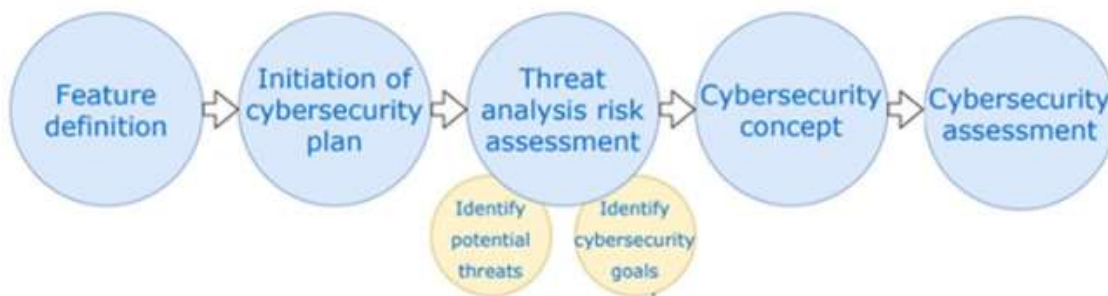 Feature
definition
Initiation of
cybersecurity
plan
Threat
analysis risk
assessment
Cybersecurity
concept
Cybersecurity
assessment
Identify
potential
threats
Identify
cybersecurity
goals